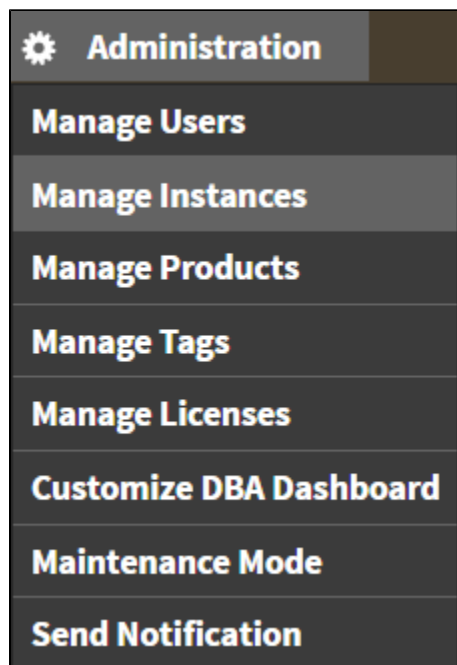 Administration
Manage Users
Manage Instances
Manage Products
Manage Tags
Manage Licenses
Customize DBA Dashboard
Maintenance Mode
Send Notification